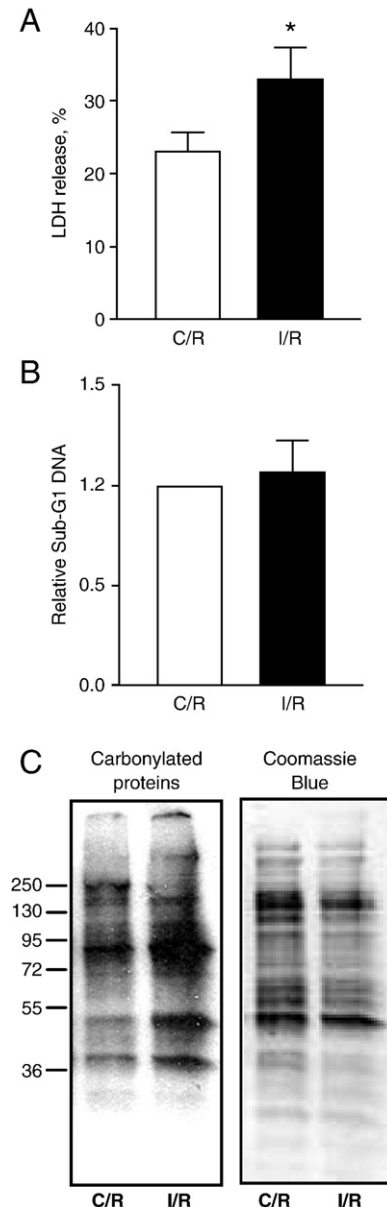 A
*
LDH release, %
40
30
20
10
0
C/R
I/R
B
Relative Sub-G1 DNA
1.5
1.2
0.5
0.0
C/R
I/R
C
Carbonylated
proteins
Coomassie
Blue
250
130
95
72
55
36
C/R I/R
C/R I/R